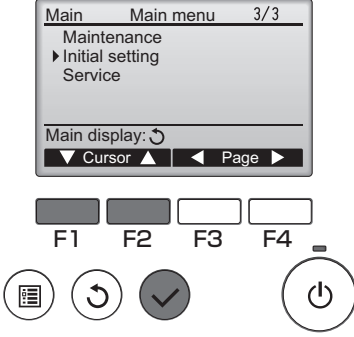 Main Main menu 3/3
Maintenance
Initial setting
Service
Main display:
Cursor Page
F1 F2 F3 F4